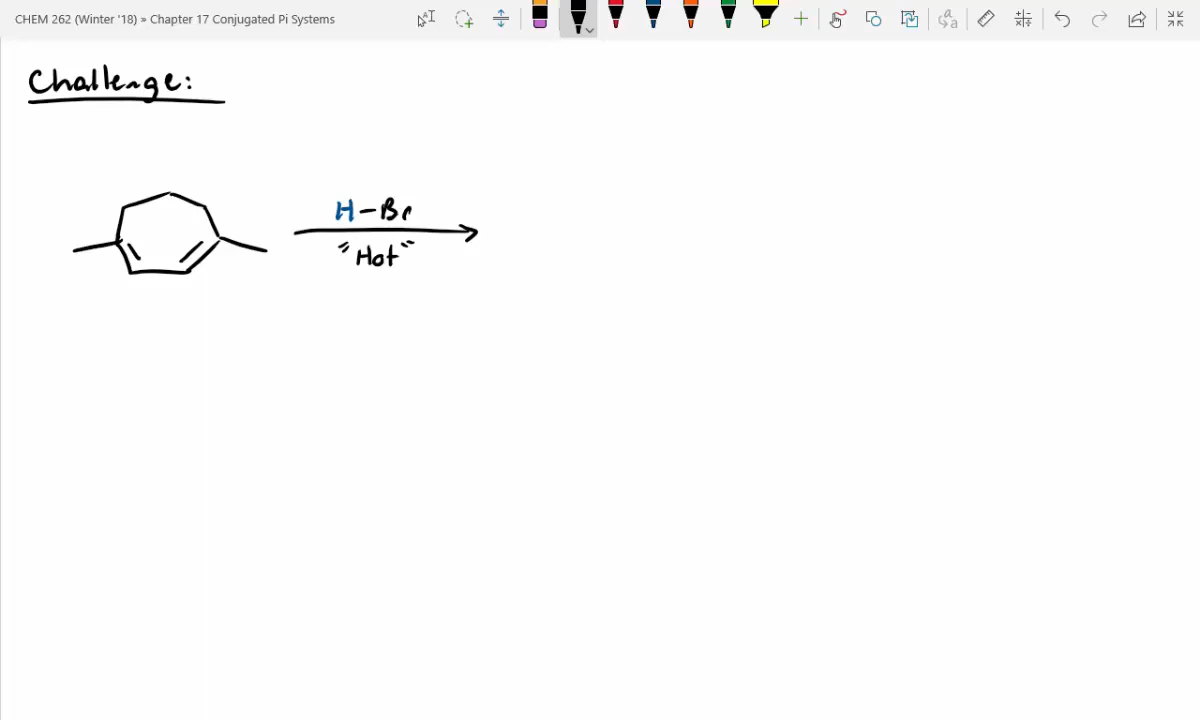 CHEM 262 (Winter '18) » Chapter 17 Conjugated Pi Systems
Challenge:
H-Br
"Hot"